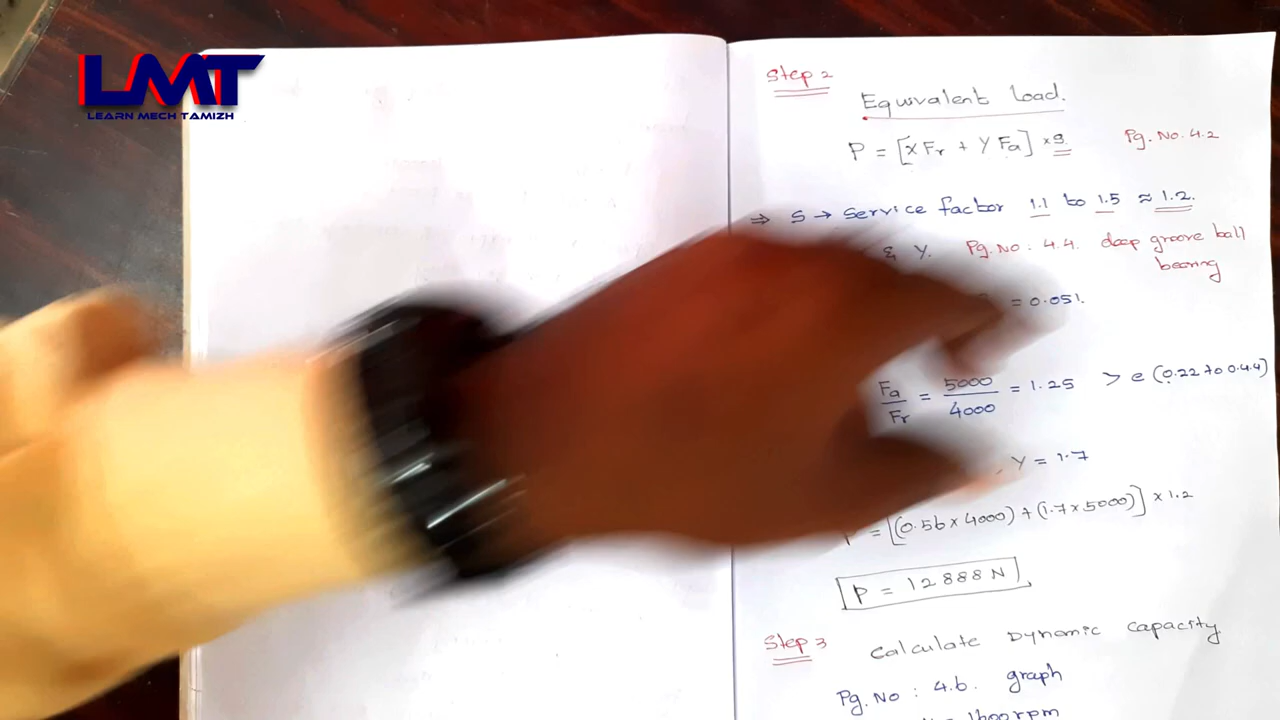 LMT
LEARN MECH TAMIZH
Step 2
Equivalent Load.
P = [X Fr + Y Fa] × S Pg. No. 4.2
⇒ S → Service factor 1.1 to 1.5 ≈ 1.2.
& Y. Pg. No : 4.4. deep groove ball
bearing
= 0.051.
Fa/Fr = 5000/4000 = 1.25 > e (0.22 to 0.44)
Y = 1.7
= [(0.56 × 4000) + (1.7 × 5000)] × 1.2
P = 12888 N
Step 3 Calculate Dynamic Capacity
Pg. No : 4.6. graph